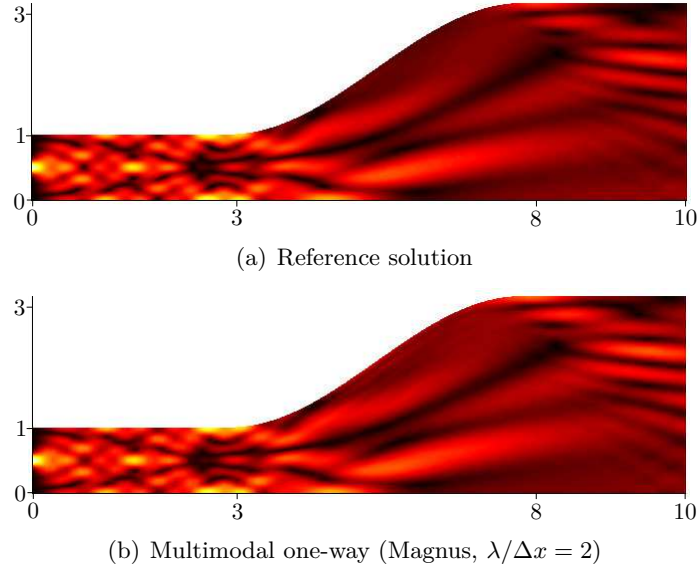 3
1
0
0 3 8 10
(a) Reference solution
3
1
0
0 3 8 10
(b) Multimodal one-way (Magnus, λ/Δx = 2)